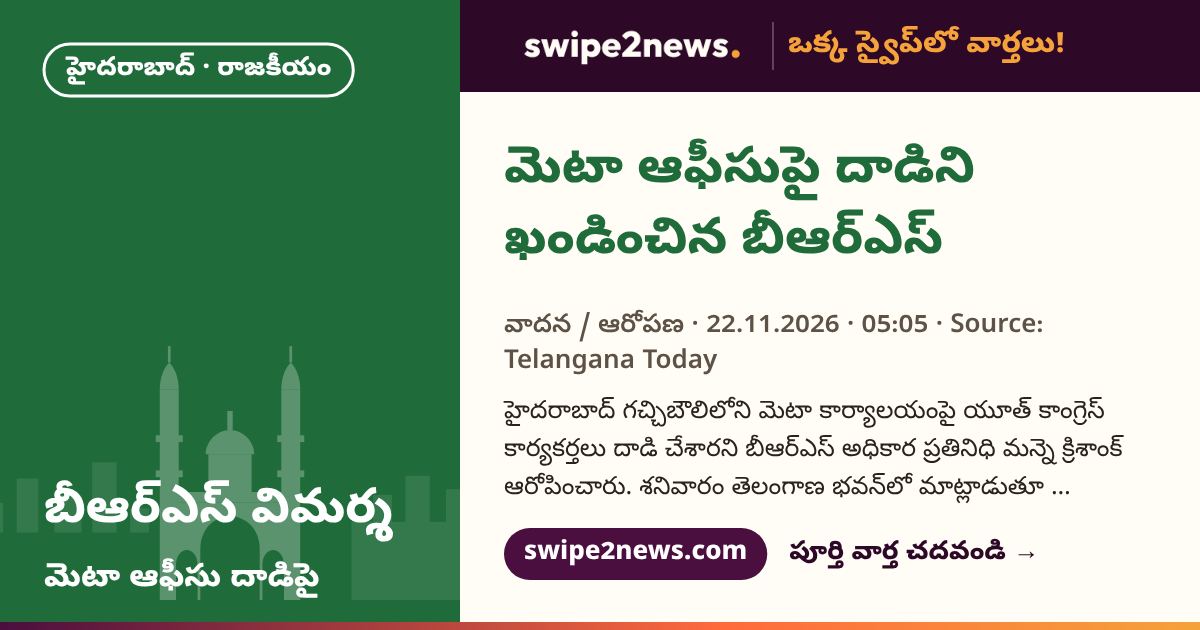 హైదరాబాద్ · రాజకీయం
బీఆర్ఎస్ విమర్శ
మెటా ఆఫీసు దాడిపై
swipe2news.
ఒక్క స్వైప్‌లో వార్తలు!
మెటా ఆఫీసుపై దాడిని
ఖండించిన బీఆర్ఎస్
వాదన / ఆరోపణ · 22.11.2026 · 05:05 · Source:
Telangana Today
హైదరాబాద్ గచ్చిబౌలిలోని మెటా కార్యాలయంపై యూత్ కాంగ్రెస్
కార్యకర్తలు దాడి చేశారని బీఆర్ఎస్ అధికార ప్రతినిధి మన్నె క్రిశాంక్
ఆరోపించారు. శనివారం తెలంగాణ భవన్‌లో మాట్లాడుతూ ...
swipe2news.com
పూర్తి వార్త చదవండి →